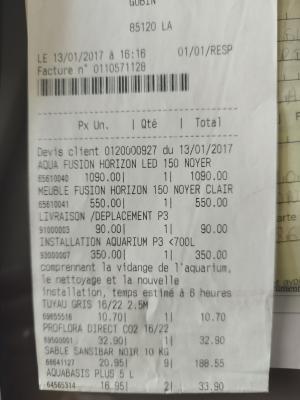 GUBIN
85120 LA
LE 13/01/2017 à 16:16 01/01/RESP
Facture n° 0110571128
Px Un. | Qté | Total
Devis client 0120000927 du 13/01/2017
AQUA FUSION HORIZON LED 150 NOYER
65610040 1090.00| 1| 1090.00
MEUBLE FUSION HORIZON 150 NOYER CLAIR
65610041 550.00| 1| 550.00
LIVRAISON /DEPLACEMENT P3
91000003 90.00| 1| 90.00
INSTALLATION AQUARIUM P3 <700L
93000007 350.00| 1| 350.00
comprennant la vidange de l'aquarium,
le nettoyage et la nouvelle
installation, temps estimé à 6 heures
TUYAU GRIS 16/22 2.5M
69855516 10.70| 1| 10.70
PROFLORA DIRECT CO2 16/22
69500001 32.90| 1| 32.90
SABLE SANSIBAR NOIR 10 KG
68641127 20.95| 9| 188.55
AQUABASIS PLUS 5 L
64565314 16.95| 2| 33.90